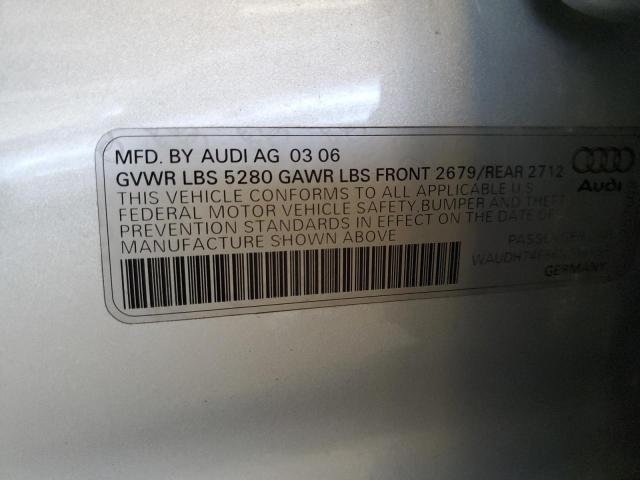 MFD. BY AUDI AG 03 06
GVWR LBS 5280 GAWR LBS FRONT 2679/REAR 2712
THIS VEHICLE CONFORMS TO ALL APPLICABLE U.S
FEDERAL MOTOR VEHICLE SAFETY,BUMPER AND THEFT
PREVENTION STANDARDS IN EFFECT ON THE DATE OF
MANUFACTURE SHOWN ABOVE
Audi
PASSENGER
GERMANY